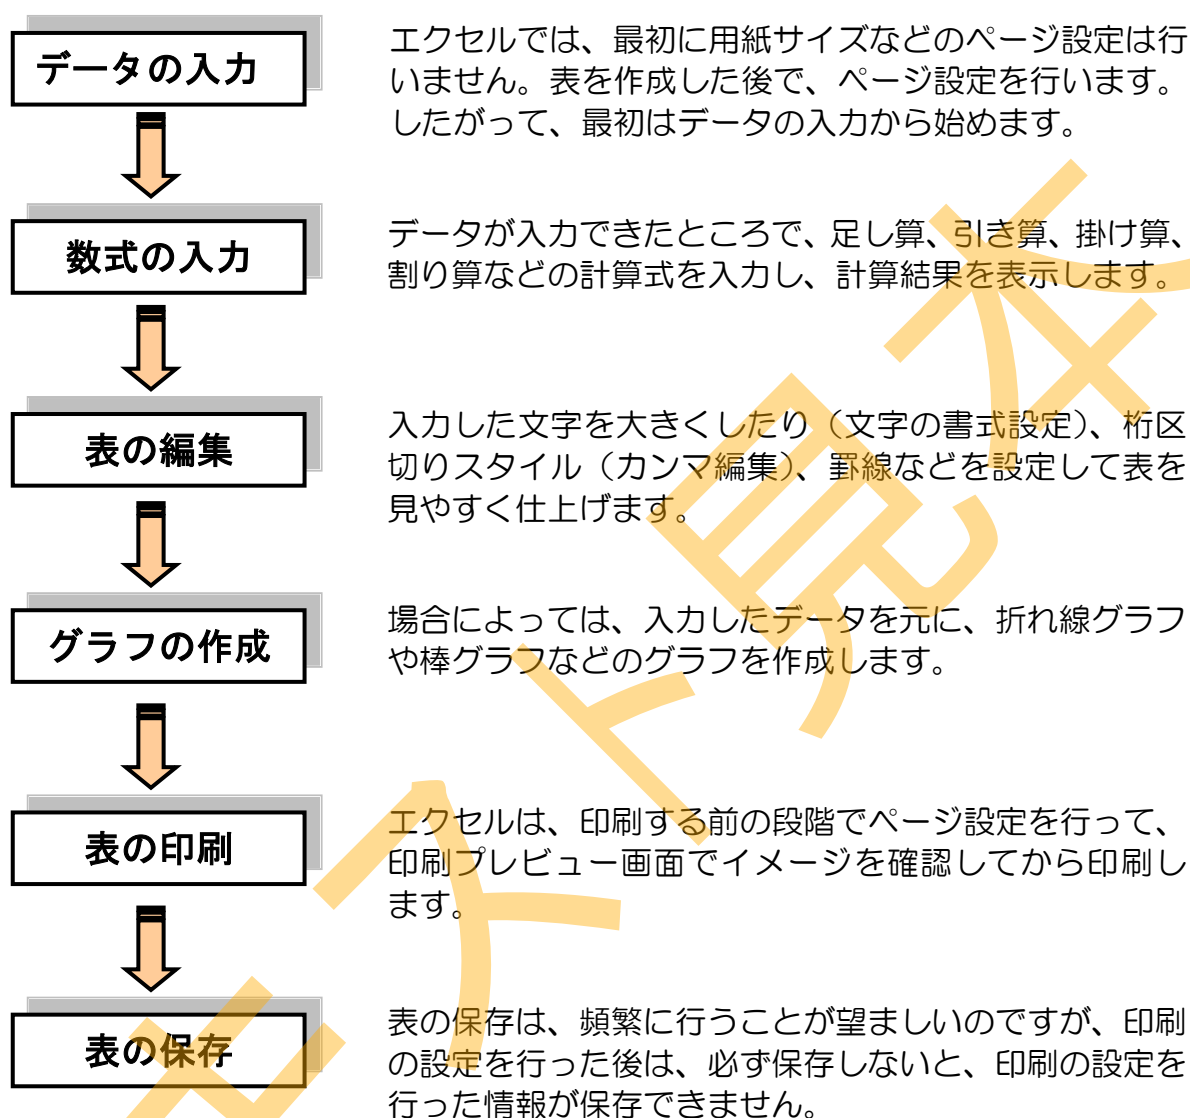 データの入力
エクセルでは、最初に用紙サイズなどのページ設定は行
いません。表を作成した後で、ページ設定を行います。
したがって、最初はデータの入力から始めます。
数式の入力
データが入力できたところで、足し算、引き算、掛け算、
割り算などの計算式を入力し、計算結果を表示します。
表の編集
入力した文字を大きくしたり（文字の書式設定）、桁区
切りスタイル（カンマ編集）、罫線などを設定して表を
見やすく仕上げます。
グラフの作成
場合によっては、入力したデータを元に、折れ線グラフ
や棒グラフなどのグラフを作成します。
表の印刷
エクセルは、印刷する前の段階でページ設定を行って、
印刷プレビュー画面でイメージを確認してから印刷し
ます。
表の保存
表の保存は、頻繁に行うことが望ましいのですが、印刷
の設定を行った後は、必ず保存しないと、印刷の設定を
行った情報が保存できません。
キスト見本